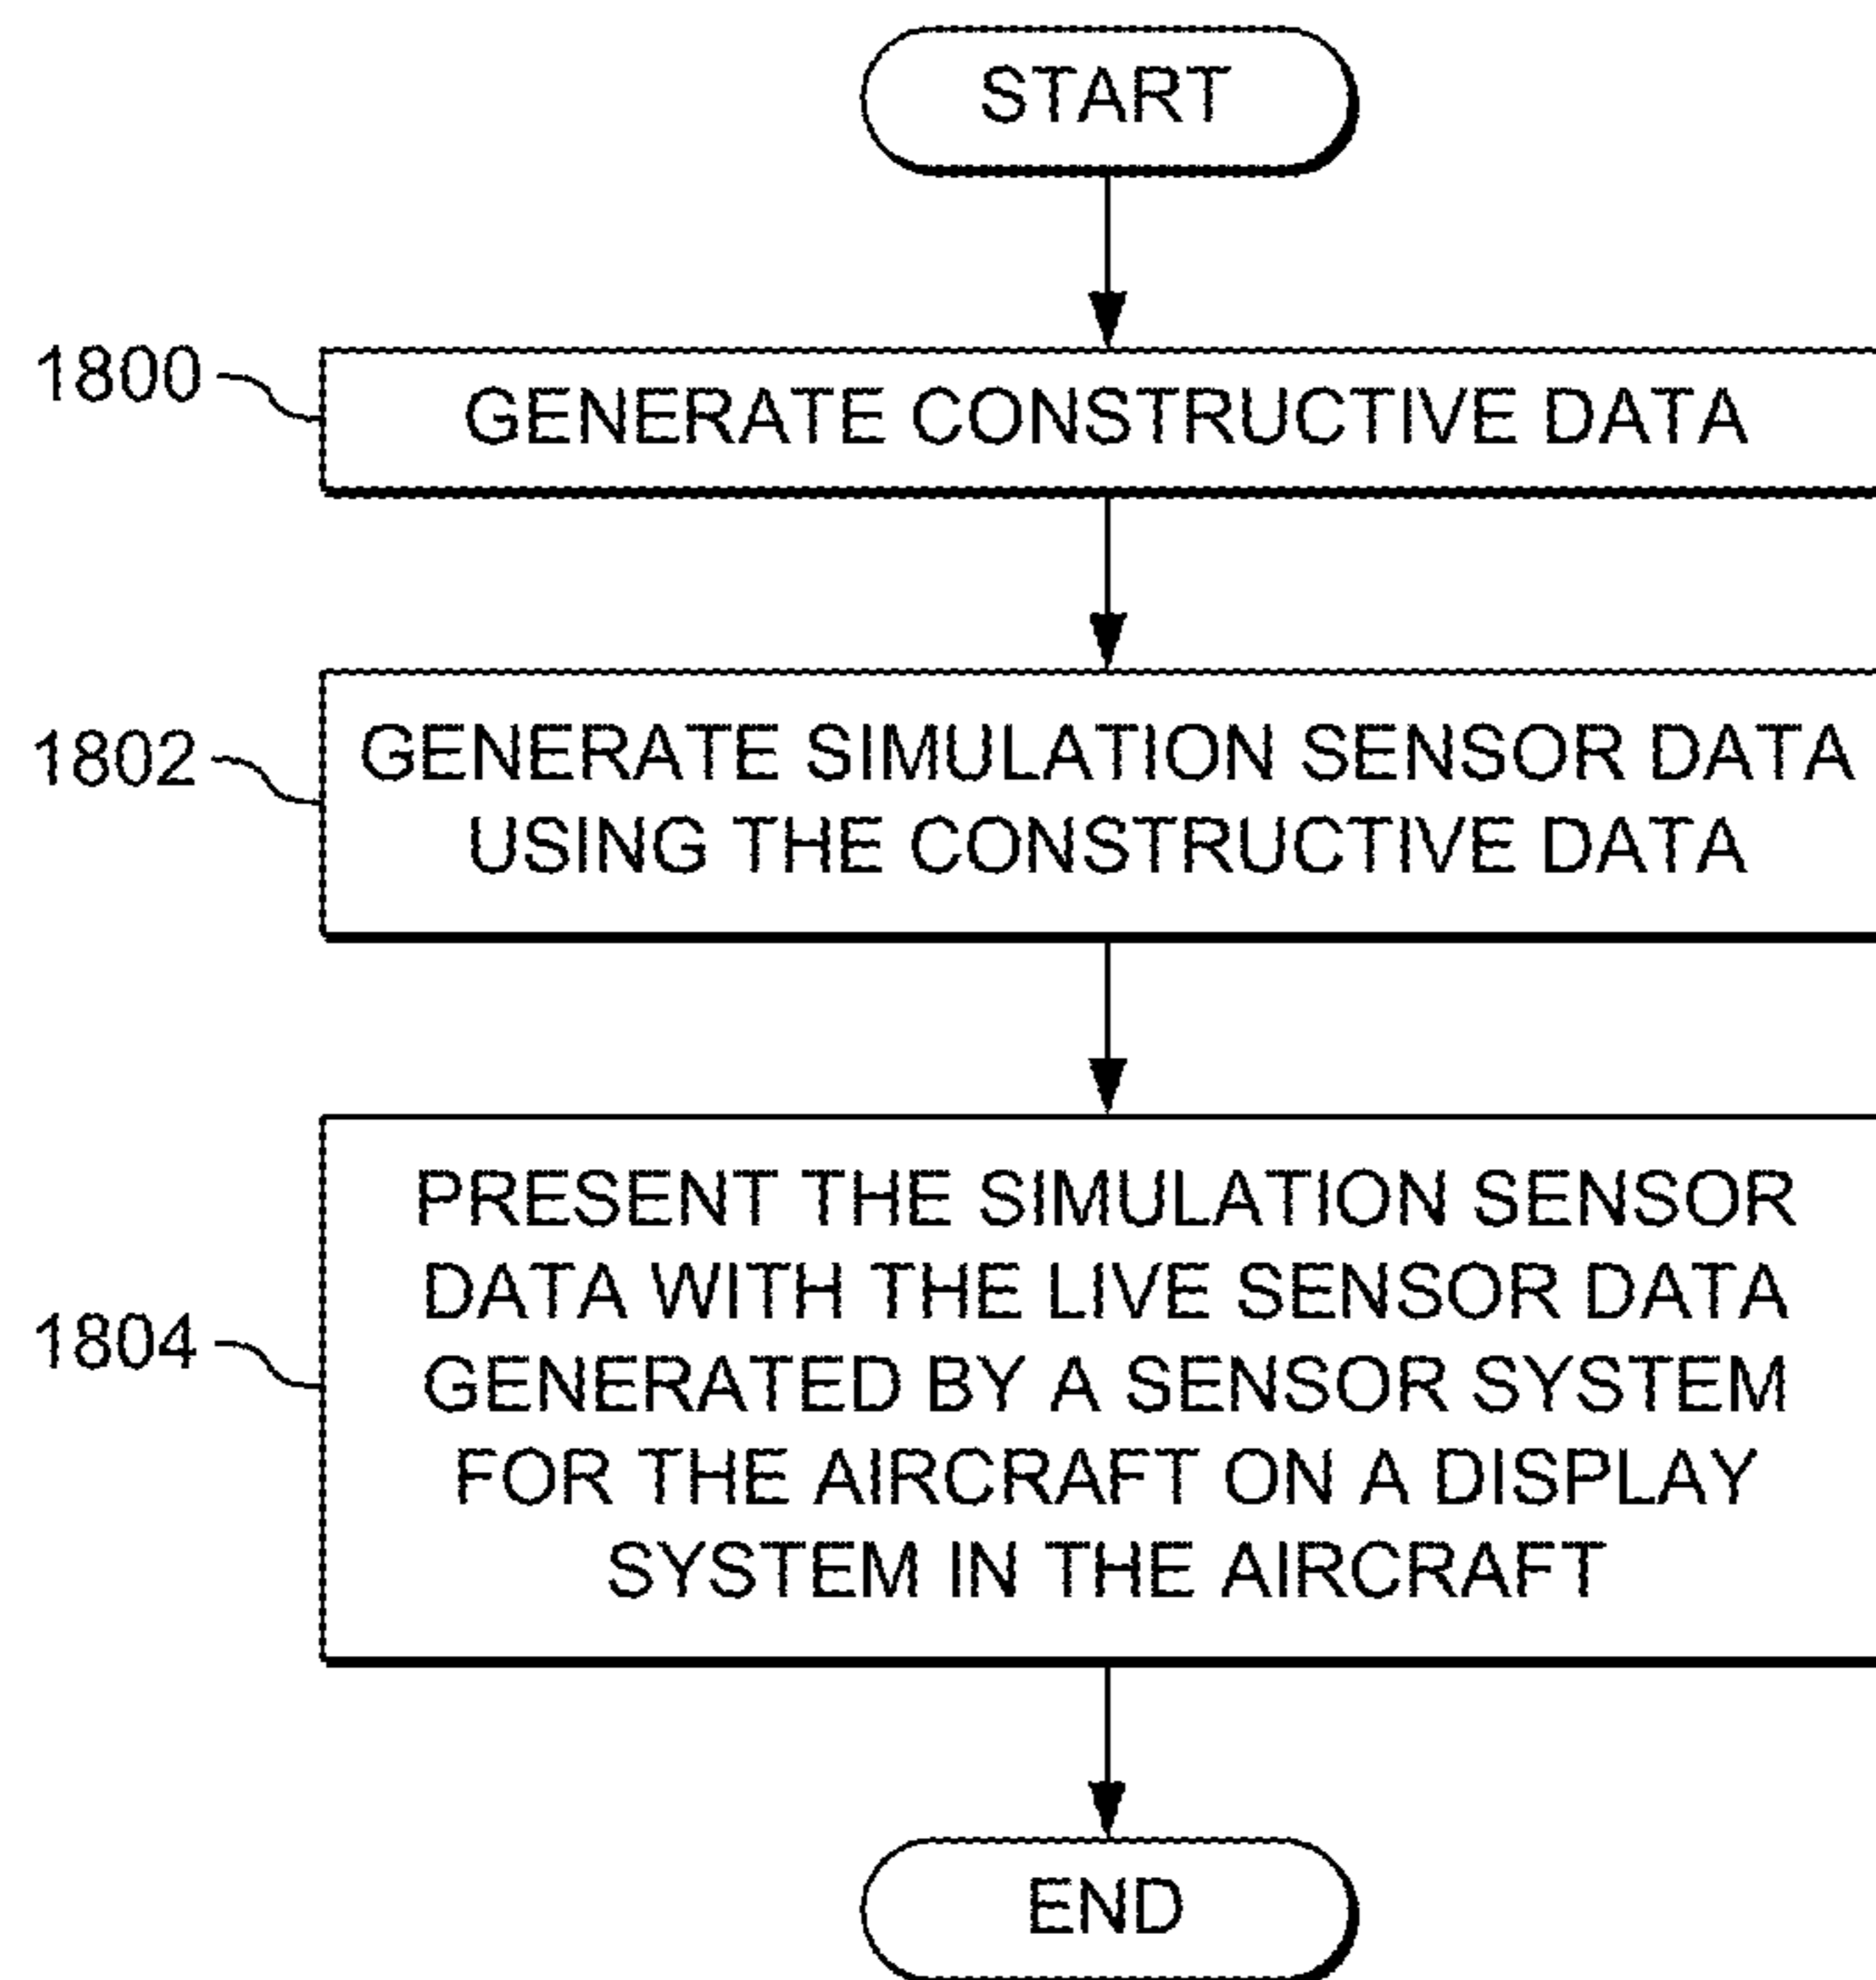 START
1800
GENERATE CONSTRUCTIVE DATA
1802
GENERATE SIMULATION SENSOR DATA
USING THE CONSTRUCTIVE DATA
1804
PRESENT THE SIMULATION SENSOR
DATA WITH THE LIVE SENSOR DATA
GENERATED BY A SENSOR SYSTEM
FOR THE AIRCRAFT ON A DISPLAY
SYSTEM IN THE AIRCRAFT
END